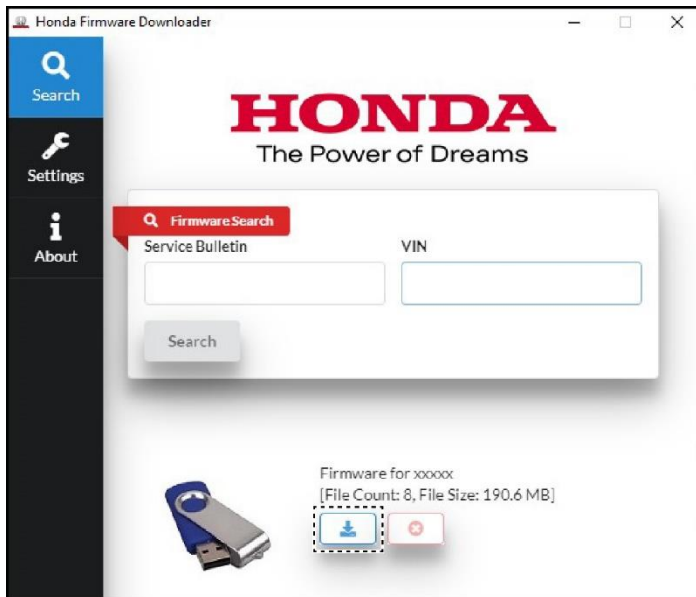 Honda Firmware Downloader
Search
Settings
About
HONDA
The Power of Dreams
Firmware Search
Service Bulletin VIN
Search
Firmware for xxxxx
[File Count: 8, File Size: 190.6 MB]